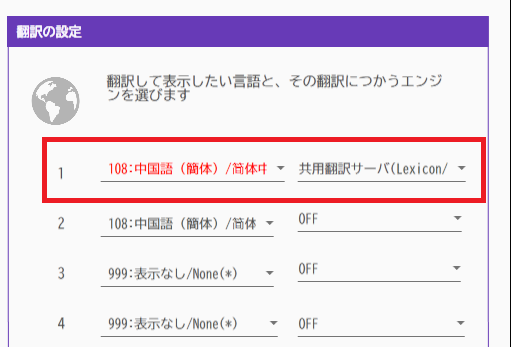 翻訳の設定
翻訳して表示したい言語と、その翻訳につかうエンジ
ンを選びます
1 108:中国語（簡体）/简体中 共用翻訳サーバ(Lexicon/
2 108:中国語（簡体）/简体 OFF
3 999:表示なし/None(*) OFF
4 999:表示なし/None(*) OFF